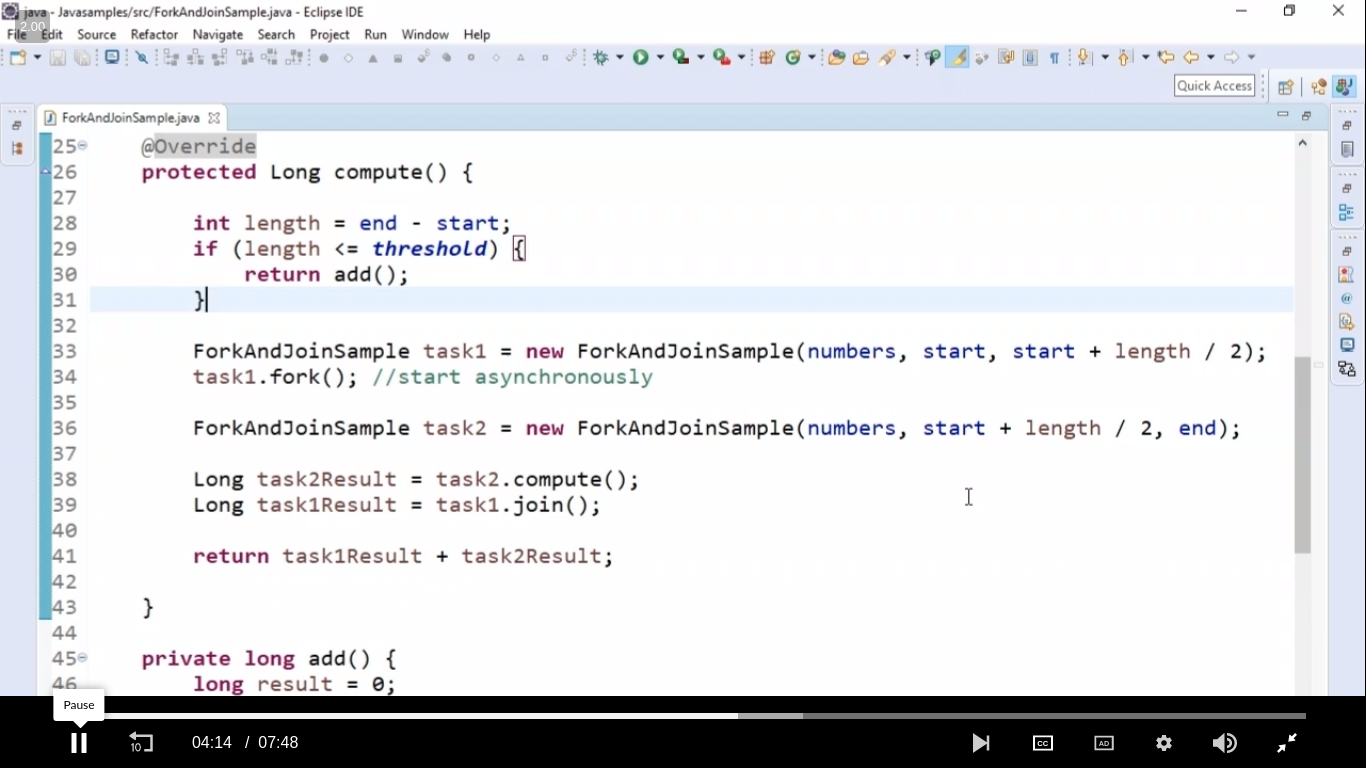 java - Javasamples/src/ForkAndJoinSample.java - Eclipse IDE
2.00
File Edit Source Refactor Navigate Search Project Run Window Help
Quick Access
ForkAndJoinSample.java
25 @Override
26 protected Long compute() {
27
28 int length = end - start;
29 if (length <= threshold) {
30 return add();
31 }
32
33 ForkAndJoinSample task1 = new ForkAndJoinSample(numbers, start, start + length / 2);
34 task1.fork(); //start asynchronously
35
36 ForkAndJoinSample task2 = new ForkAndJoinSample(numbers, start + length / 2, end);
37
38 Long task2Result = task2.compute();
39 Long task1Result = task1.join();
40
41 return task1Result + task2Result;
42
43 }
44
45 private long add() {
46 long result = 0;
Pause
10 04:14 / 07:48 CC AD